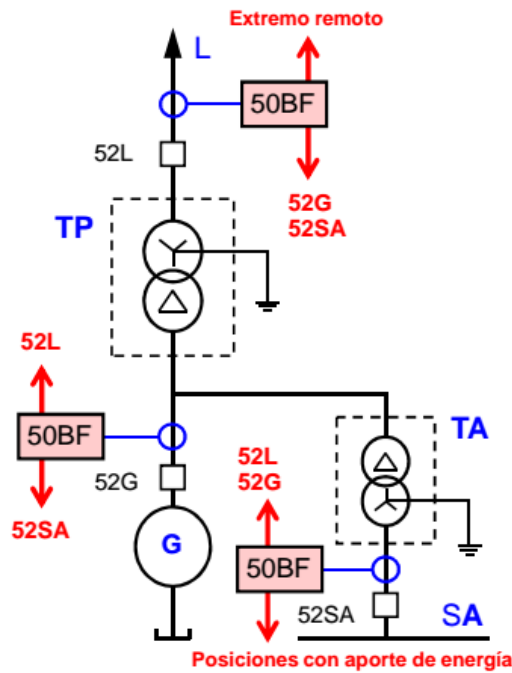 Extremo remoto
L
50BF
52L
52G
52SA
TP
52L
50BF
52G
52SA
G
TA
52L
52G
50BF
52SA
SA
Posiciones con aporte de energía